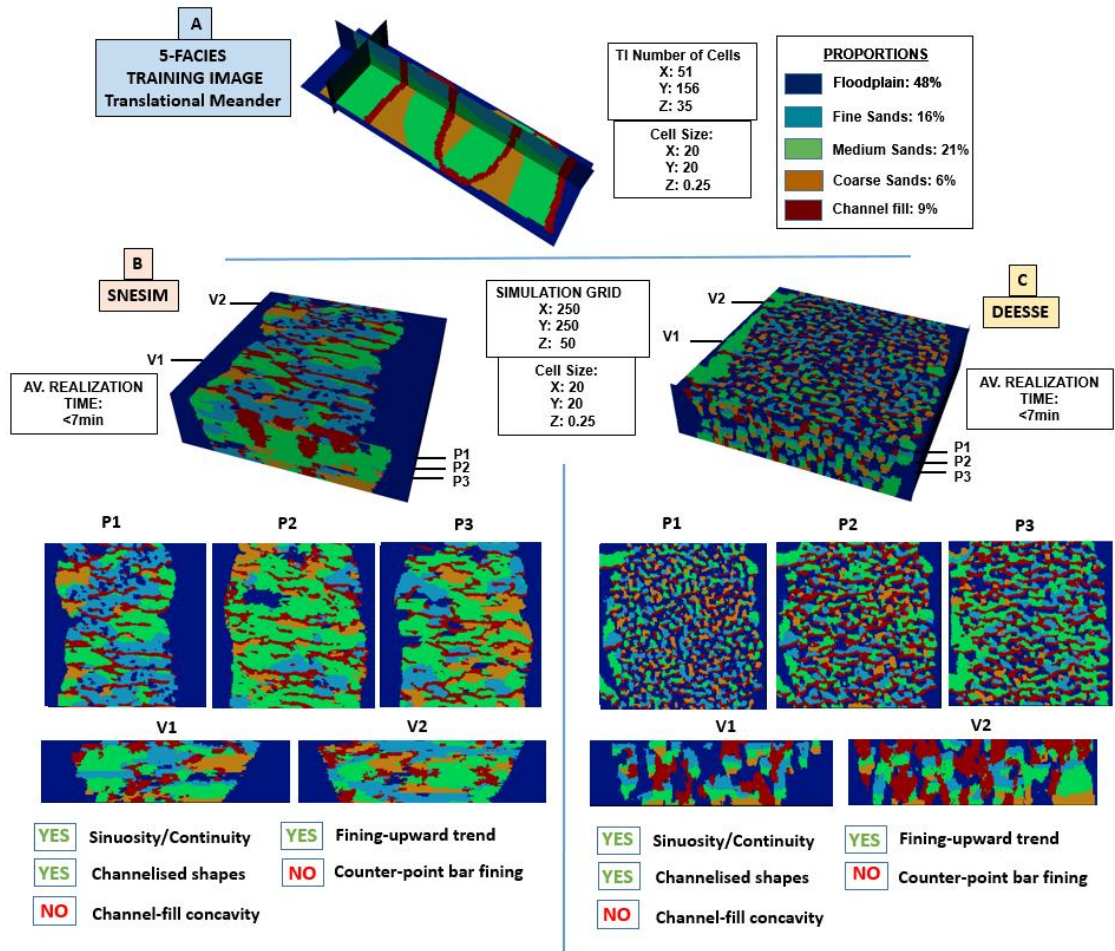 A
5-FACIES
TRAINING IMAGE
Translational Meander
TI Number of Cells
X: 51
Y: 156
Z: 35
Cell Size:
X: 20
Y: 20
Z: 0.25
PROPORTIONS
Floodplain: 48%
Fine Sands: 16%
Medium Sands: 21%
Coarse Sands: 6%
Channel fill: 9%
B
SNESIM
V2
V1
AV. REALIZATION
TIME:
<7min
P1
P2
P3
SIMULATION GRID
X: 250
Y: 250
Z: 50
Cell Size:
X: 20
Y: 20
Z: 0.25
C
DEESSE
V2
V1
AV. REALIZATION
TIME:
<7min
P1
P2
P3
P1 P2 P3
V1 V2
YES Sinuosity/Continuity YES Fining-upward trend
YES Channelised shapes NO Counter-point bar fining
NO Channel-fill concavity
P1 P2 P3
V1 V2
YES Sinuosity/Continuity YES Fining-upward trend
YES Channelised shapes NO Counter-point bar fining
NO Channel-fill concavity